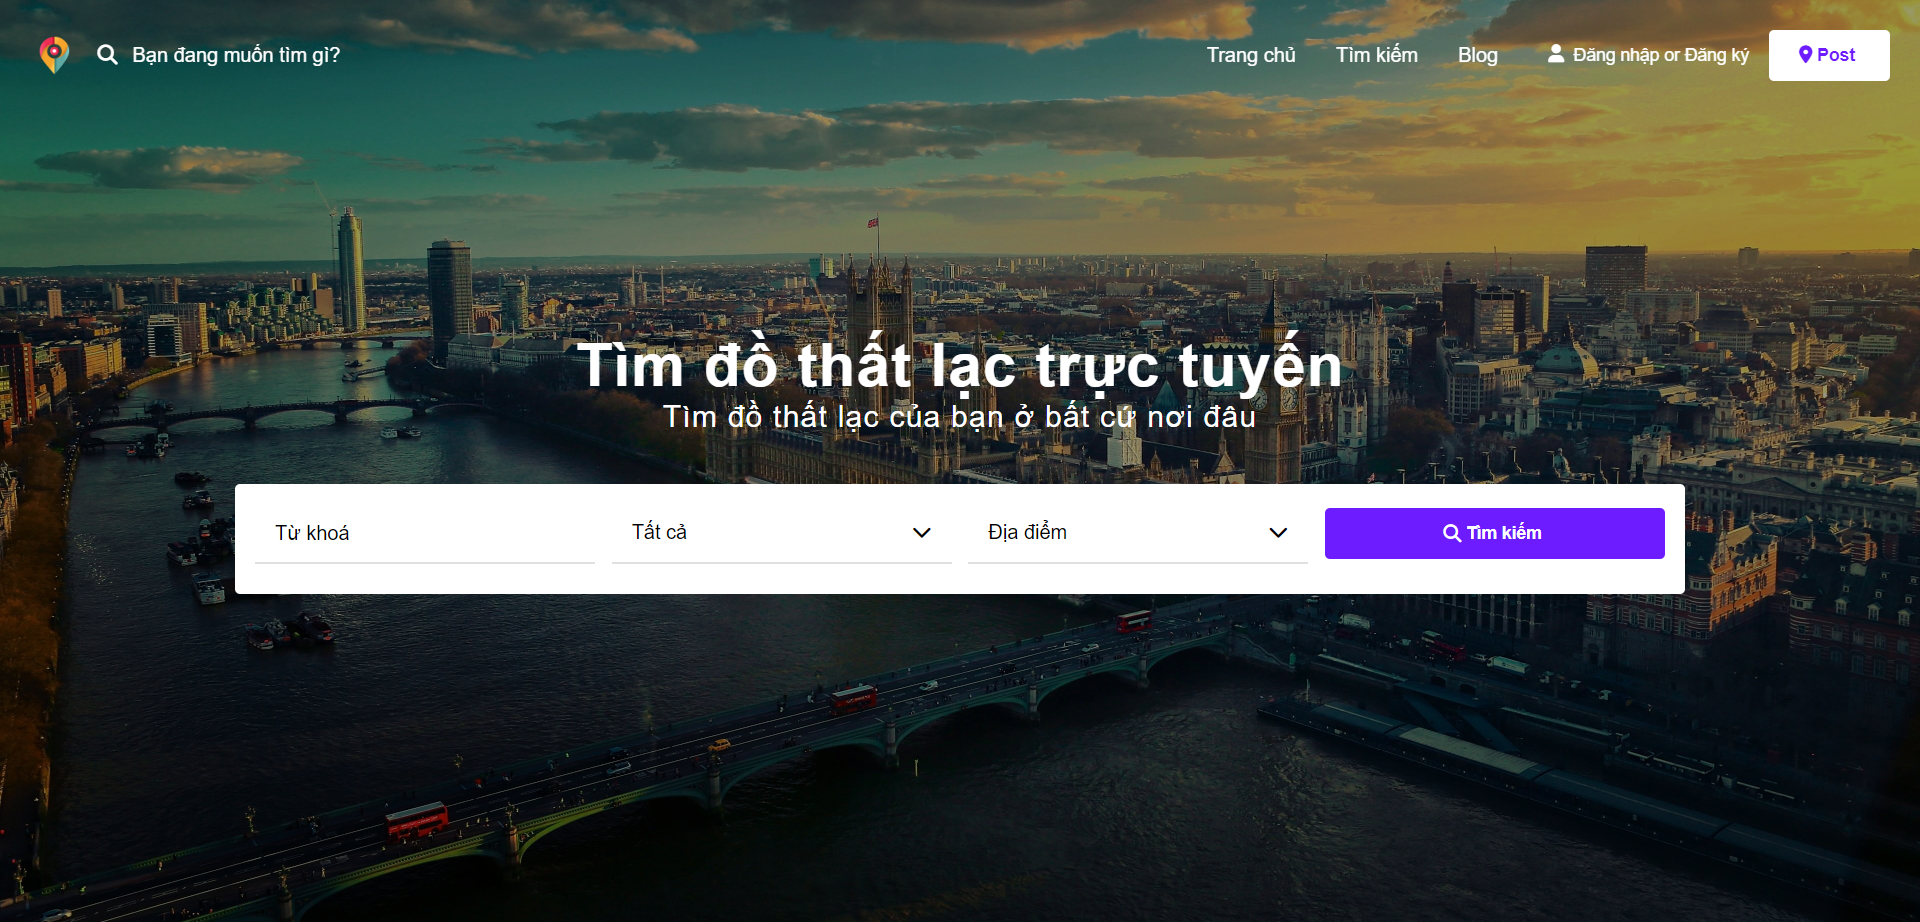 Bạn đang muốn tìm gì?
Trang chủ
Tìm kiếm
Blog
Đăng nhập or Đăng ký
Post
Tìm đồ thất lạc trực tuyến
Tìm đồ thất lạc của bạn ở bất cứ nơi đâu
Từ khoá
Tất cả
Địa điểm
Tìm kiếm